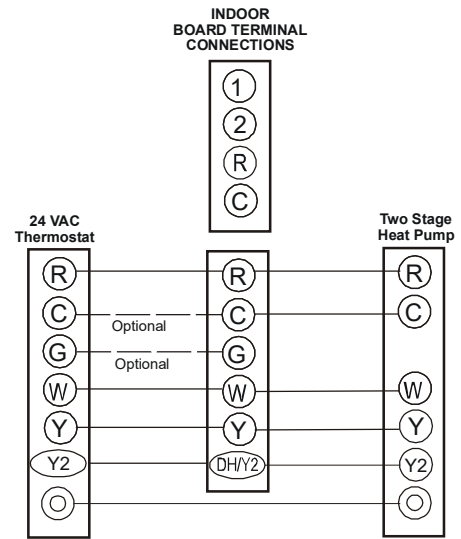 INDOOR
BOARD TERMINAL
CONNECTIONS
1
2
R
C
24 VAC
Thermostat
Two Stage
Heat Pump
R R R
C Optional C C
G Optional G
W W W
Y Y Y
Y2 DH/Y2 Y2
O O